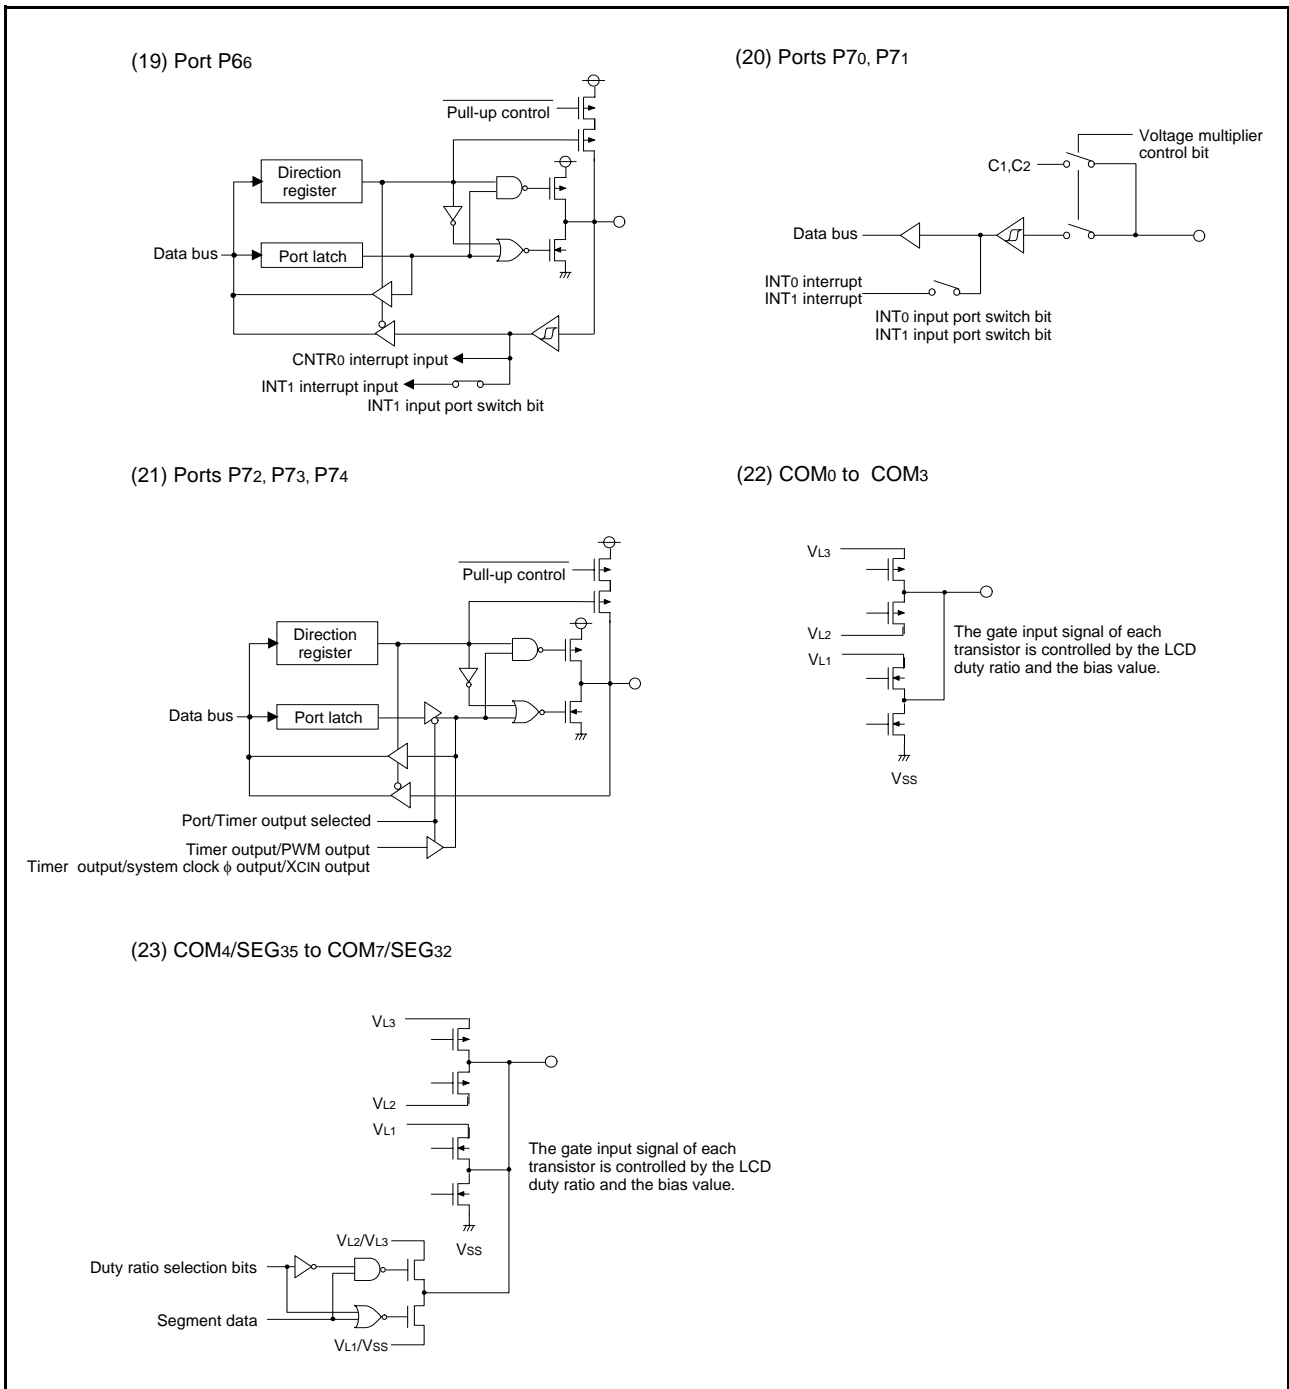 (19) Port P66
Pull-up control
Direction
register
Data bus
Port latch
CNTR0 interrupt input
INT1 interrupt input
INT1 input port switch bit
(20) Ports P70, P71
Voltage multiplier
control bit
C1,C2
Data bus
INT0 interrupt
INT1 interrupt
INT0 input port switch bit
INT1 input port switch bit
(21) Ports P72, P73, P74
Pull-up control
Direction
register
Data bus
Port latch
Port/Timer output selected
Timer output/PWM output
Timer output/system clock ϕ output/XCIN output
(22) COM0 to COM3
VL3
VL2
VL1
VSS
The gate input signal of each
transistor is controlled by the LCD
duty ratio and the bias value.
(23) COM4/SEG35 to COM7/SEG32
VL3
VL2
VL1
VSS
The gate input signal of each
transistor is controlled by the LCD
duty ratio and the bias value.
VL2/VL3
Duty ratio selection bits
Segment data
VL1/VSS